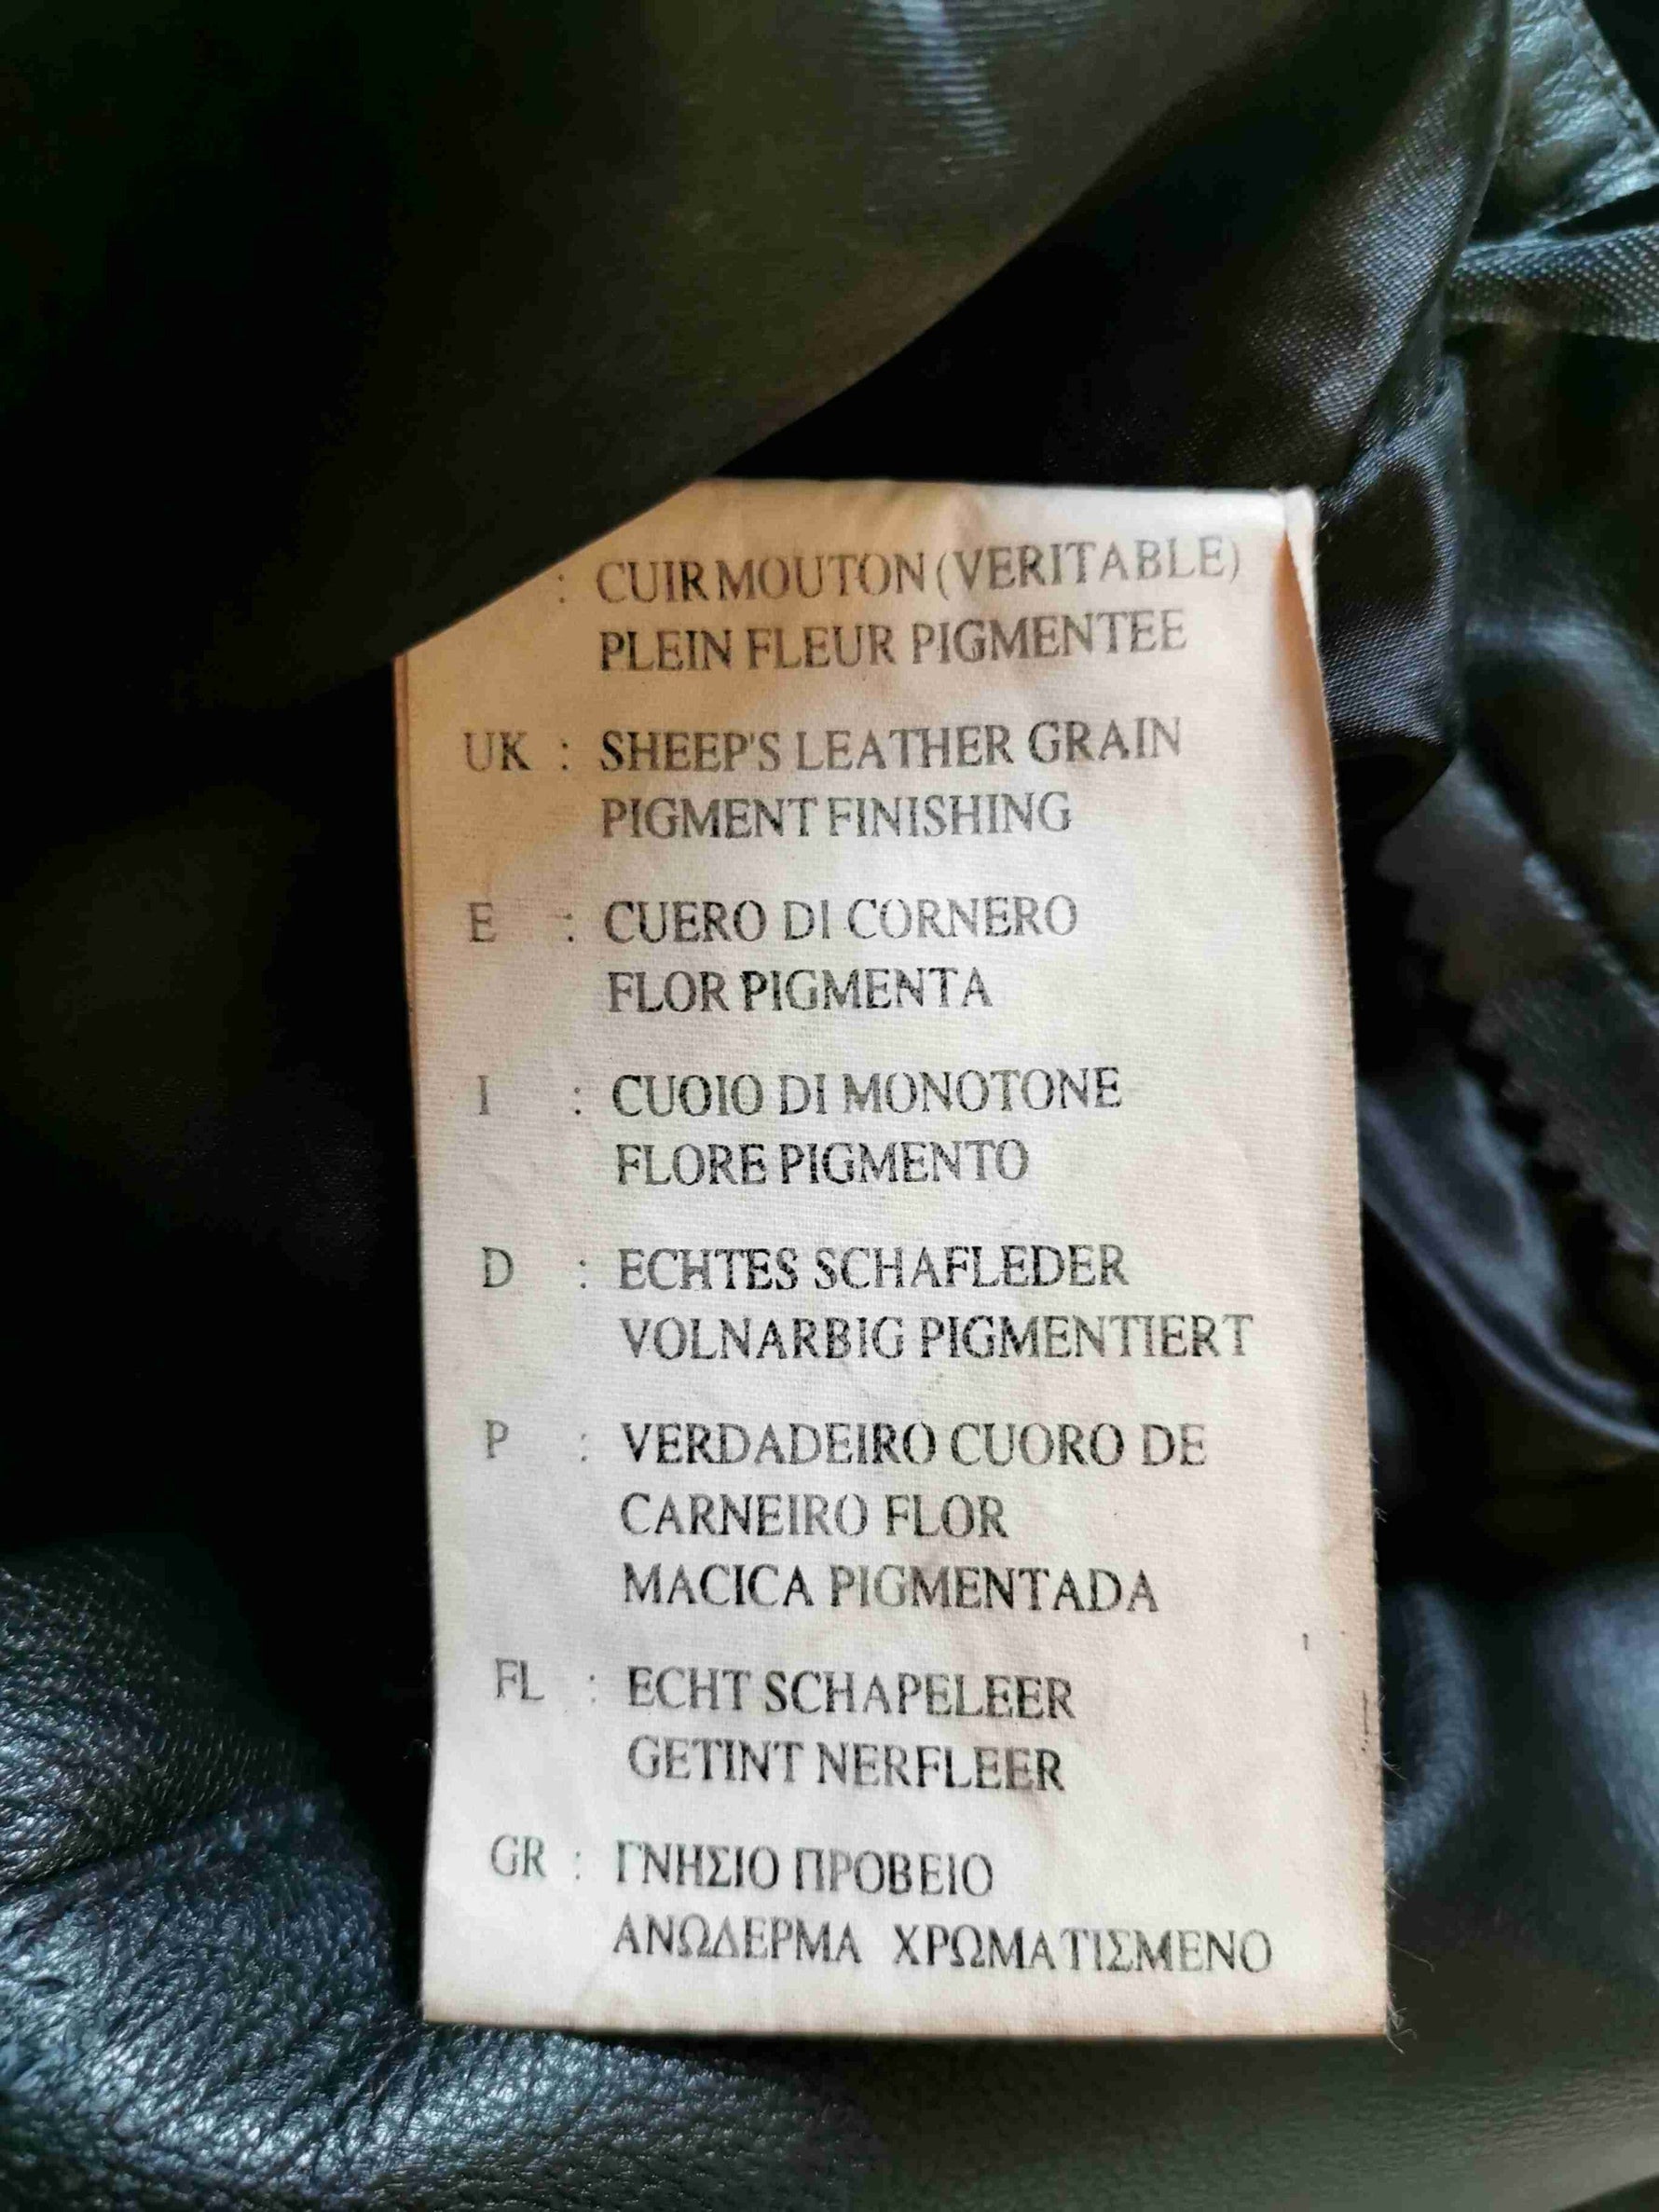 : CUIR MOUTON (VERITABLE)
PLEIN FLEUR PIGMENTEE
UK : SHEEP'S LEATHER GRAIN
PIGMENT FINISHING
E : CUERO DI CORNERO
FLOR PIGMENTA
I : CUOIO DI MONOTONE
FLORE PIGMENTO
D : ECHTES SCHAFLEDER
VOLNARBIG PIGMENTIERT
P : VERDADEIRO CUORO DE
CARNEIRO FLOR
MACICA PIGMENTADA
FL : ECHT SCHAPELEER
GETINT NERFLEER
GR : ΓΝΗΣΙΟ ΠΡΟΒΕΙΟ
ΑΝΩΔΕΡΜΑ ΧΡΩΜΑΤΙΣΜΕΝΟ